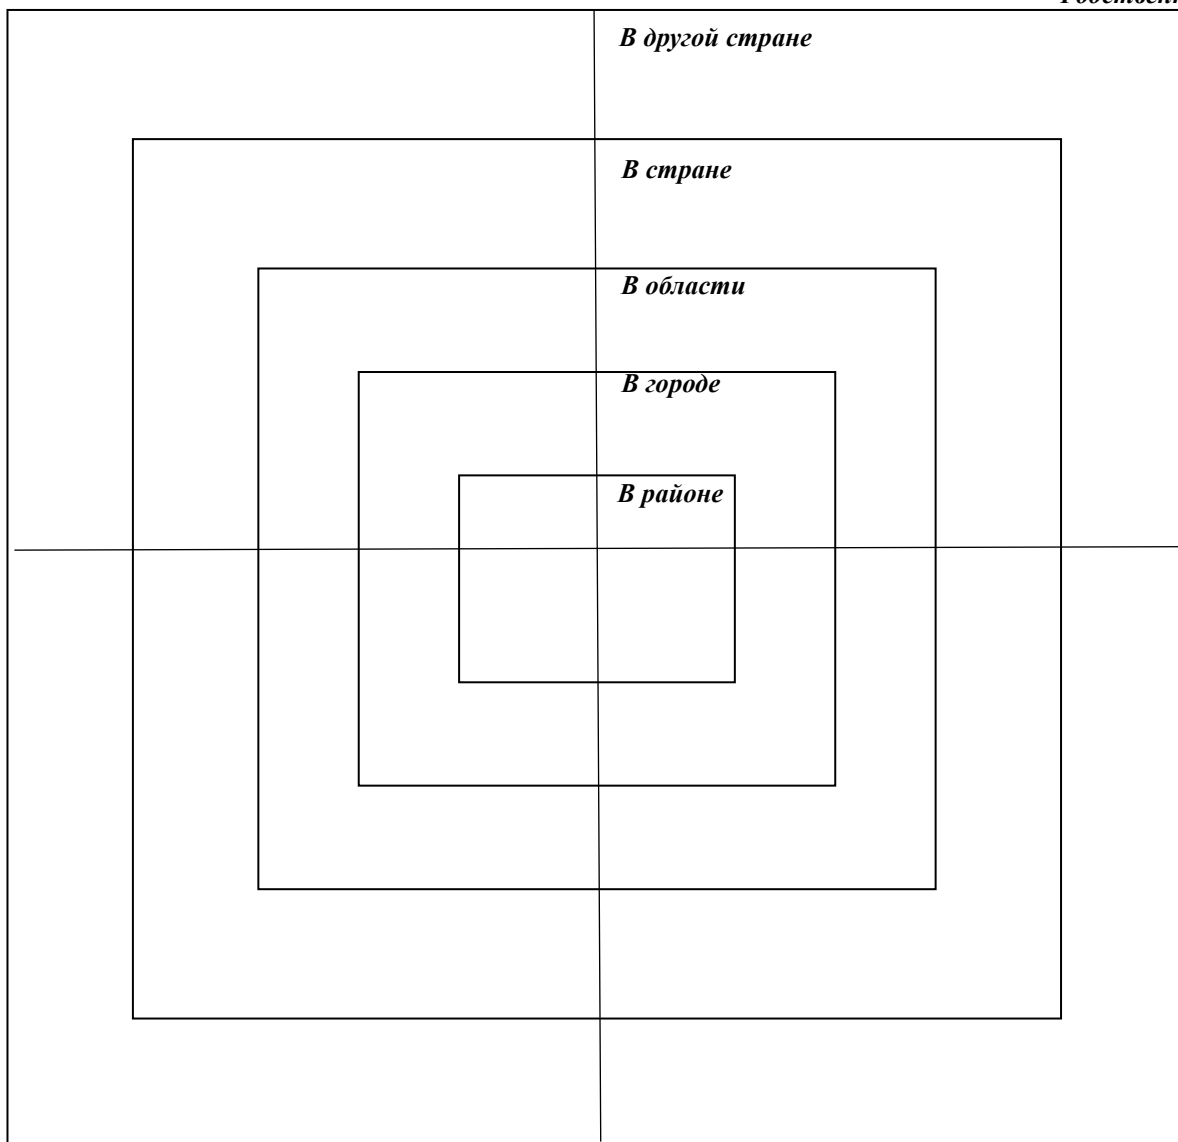 В другой стране
В стране
В области
В городе
В районе